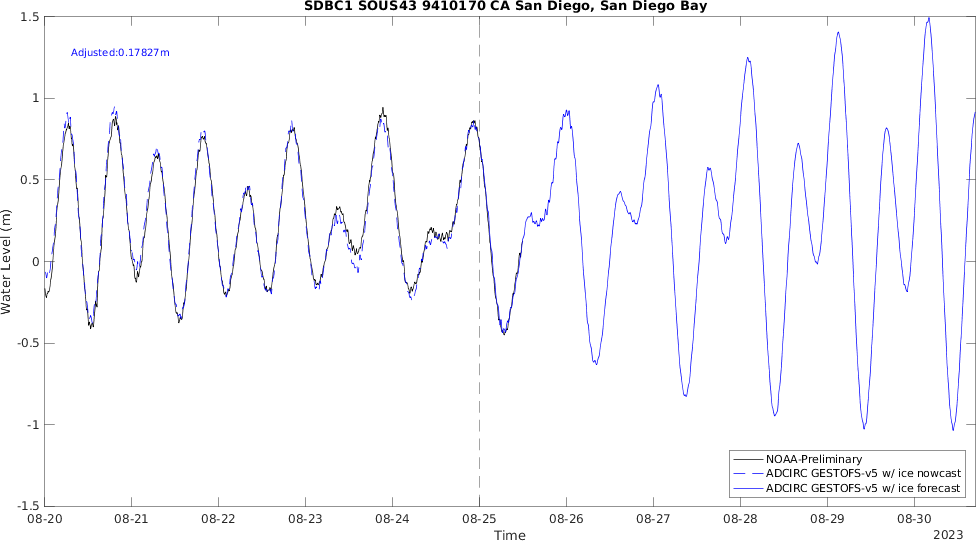 SDBC1 SOUS43 9410170 CA San Diego, San Diego Bay
Adjusted:0.17827m
1.5
1
0.5
0
-0.5
-1
-1.5
Water Level (m)
NOAA-Preliminary
ADCIRC GESTOFS-v5 w/ ice nowcast
ADCIRC GESTOFS-v5 w/ ice forecast
08-20 08-21 08-22 08-23 08-24 08-25 08-26 08-27 08-28 08-29 08-30
Time
2023